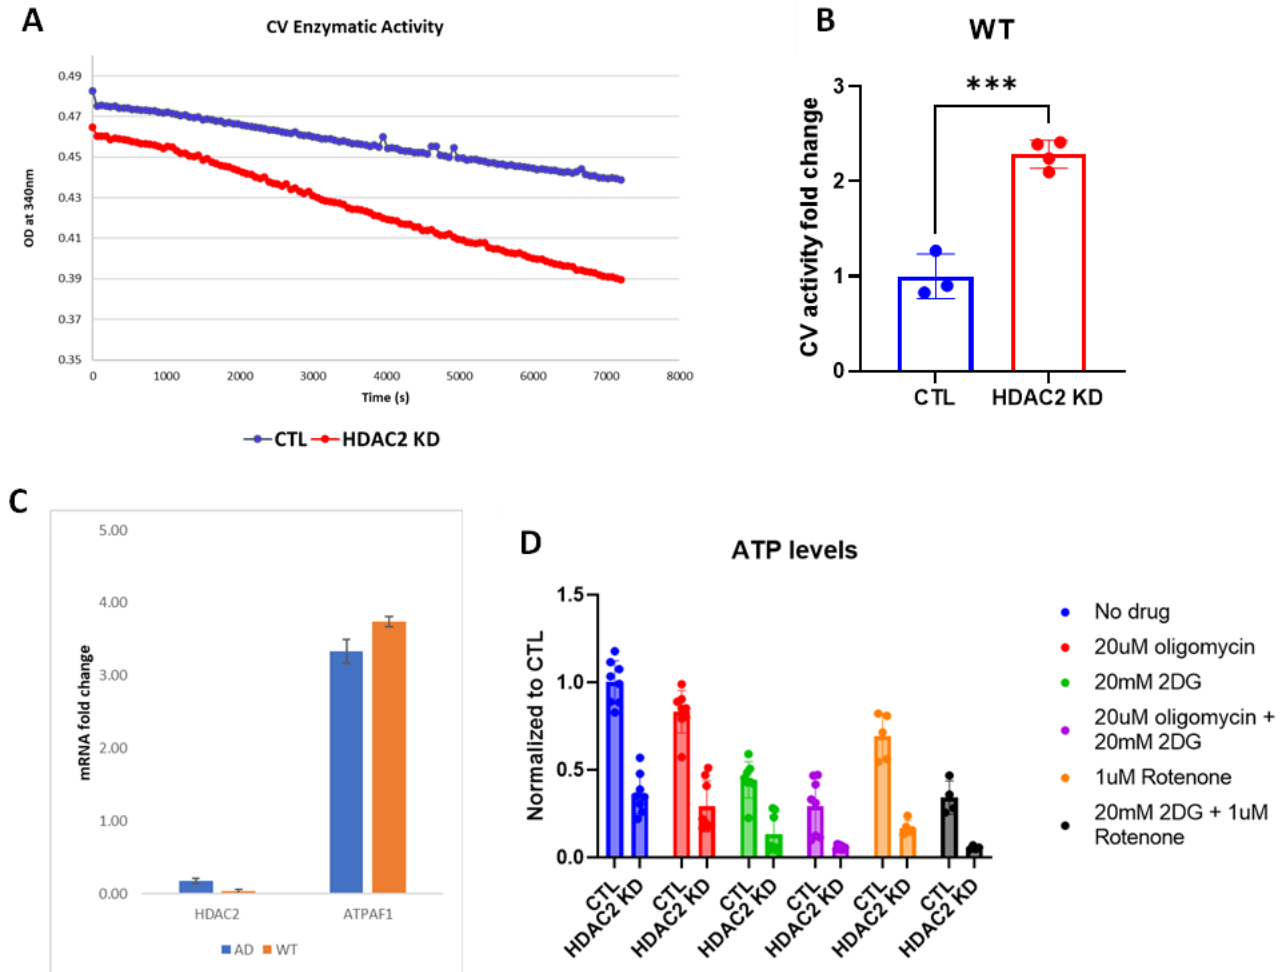 A
CV Enzymatic Activity
OD at 340nm
0.49
0.47
0.45
0.43
0.41
0.39
0.37
0.35
0 1000 2000 3000 4000 5000 6000 7000 8000
Time (s)
CTL HDAC2 KD
B
WT
***
CV activity fold change
3
2
1
0
CTL HDAC2 KD
C
mRNA fold change
5.00
4.00
3.00
2.00
1.00
0.00
HDAC2 ATPAF1
AD WT
D
ATP levels
Normalized to CTL
1.5
1.0
0.5
0.0
CTL
HDAC2 KD
CTL
HDAC2 KD
CTL
HDAC2 KD
CTL
HDAC2 KD
CTL
HDAC2 KD
CTL
HDAC2 KD
No drug
20uM oligomycin
20mM 2DG
20uM oligomycin +
20mM 2DG
1uM Rotenone
20mM 2DG + 1uM
Rotenone